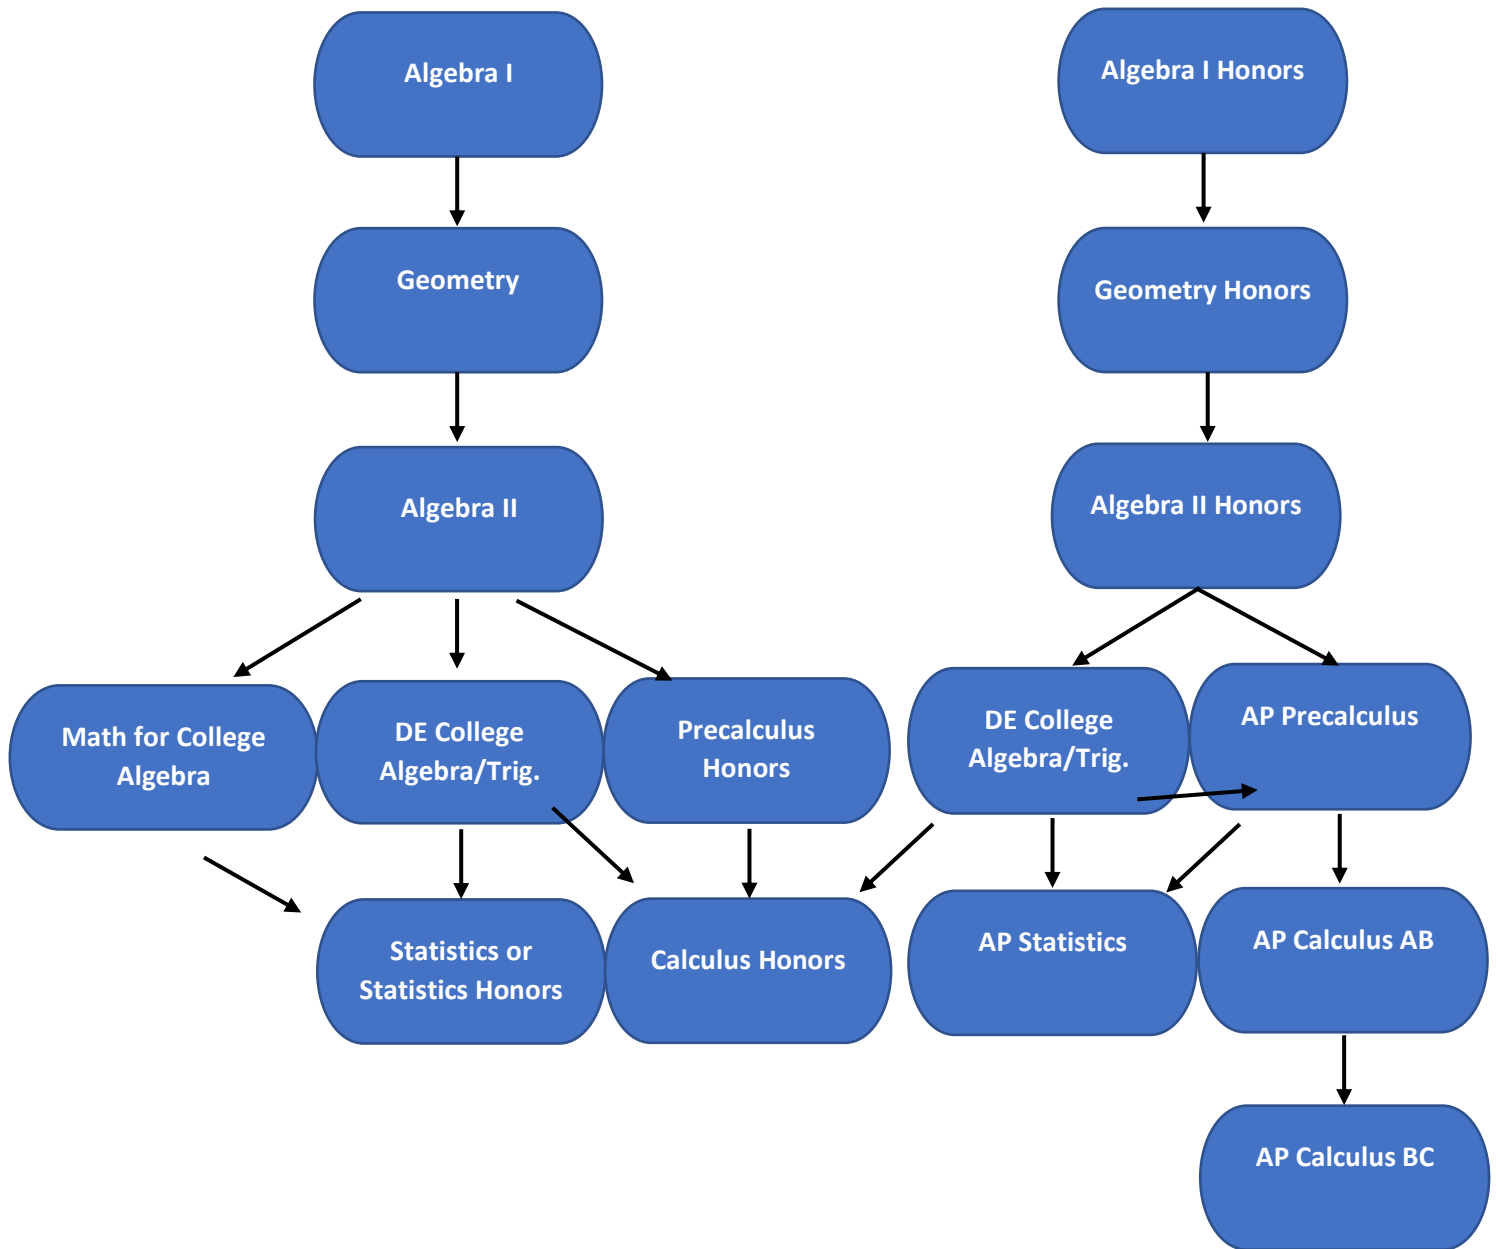 Algebra I
Algebra I Honors
Geometry
Geometry Honors
Algebra II
Algebra II Honors
Math for College
Algebra
DE College
Algebra/Trig.
Precalculus
Honors
DE College
Algebra/Trig.
AP Precalculus
Statistics or
Statistics Honors
Calculus Honors
AP Statistics
AP Calculus AB
AP Calculus BC